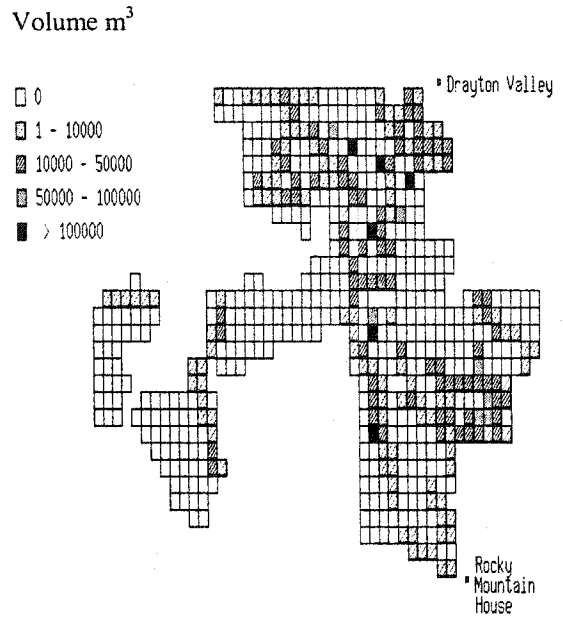 Volume m³
0
1 - 10000
10000 - 50000
50000 - 100000
> 100000
Drayton Valley
Rocky
Mountain
House